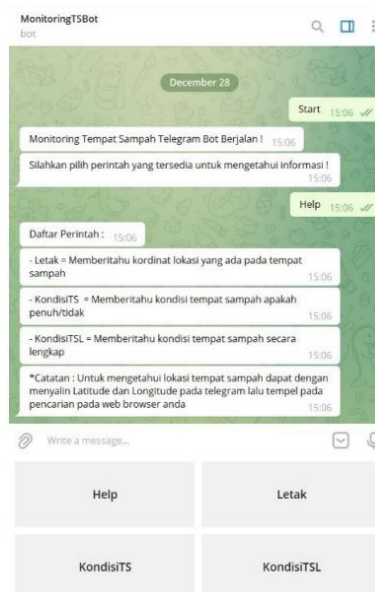 MonitoringTSBot
bot
December 28
Start 15:06
Monitoring Tempat Sampah Telegram Bot Berjalan ! 15:06
Silahkan pilih perintah yang tersedia untuk mengetahui informasi !
15:06
Help 15:06
Daftar Perintah : 15:06
- Letak = Memberitahu kordinat lokasi yang ada pada tempat
sampah 15:06
- KondisiTS = Memberitahu kondisi tempat sampah apakah
penuh/tidak 15:06
- KondisiTSL = Memberitahu kondisi tempat sampah secara
lengkap 15:06
*Catatan : Untuk mengetahui lokasi tempat sampah dapat dengan
menyalin Latitude dan Longitude pada telegram lalu tempel pada
pencarian pada web browser anda 15:06
Write a message...
Help Letak
KondisiTS KondisiTSL